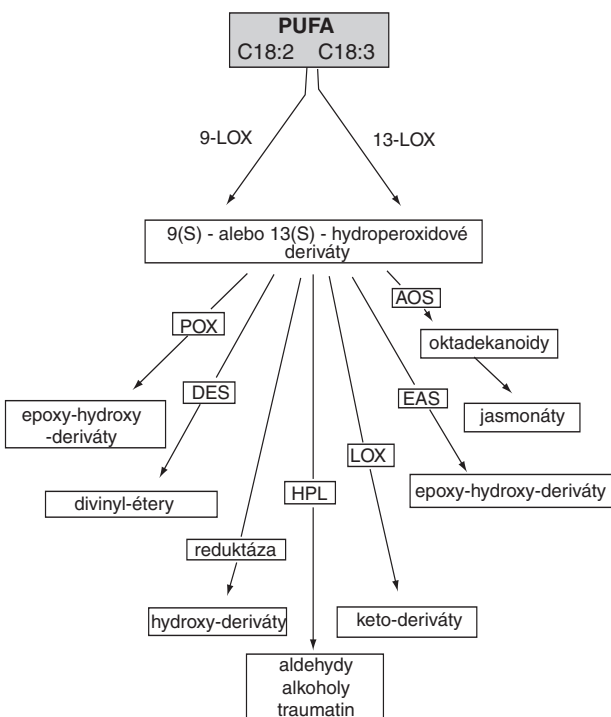 PUFA
C18:2 C18:3
9-LOX
13-LOX
9(S) - alebo 13(S) - hydroperoxidové
deriváty
AOS
POX
oktadekanoidy
DES
EAS
jasmonáty
epoxy-hydroxy
-deriváty
LOX
HPL
epoxy-hydroxy-deriváty
divinyl-étery
reduktáza
hydroxy-deriváty
keto-deriváty
aldehydy
alkoholy
traumatin